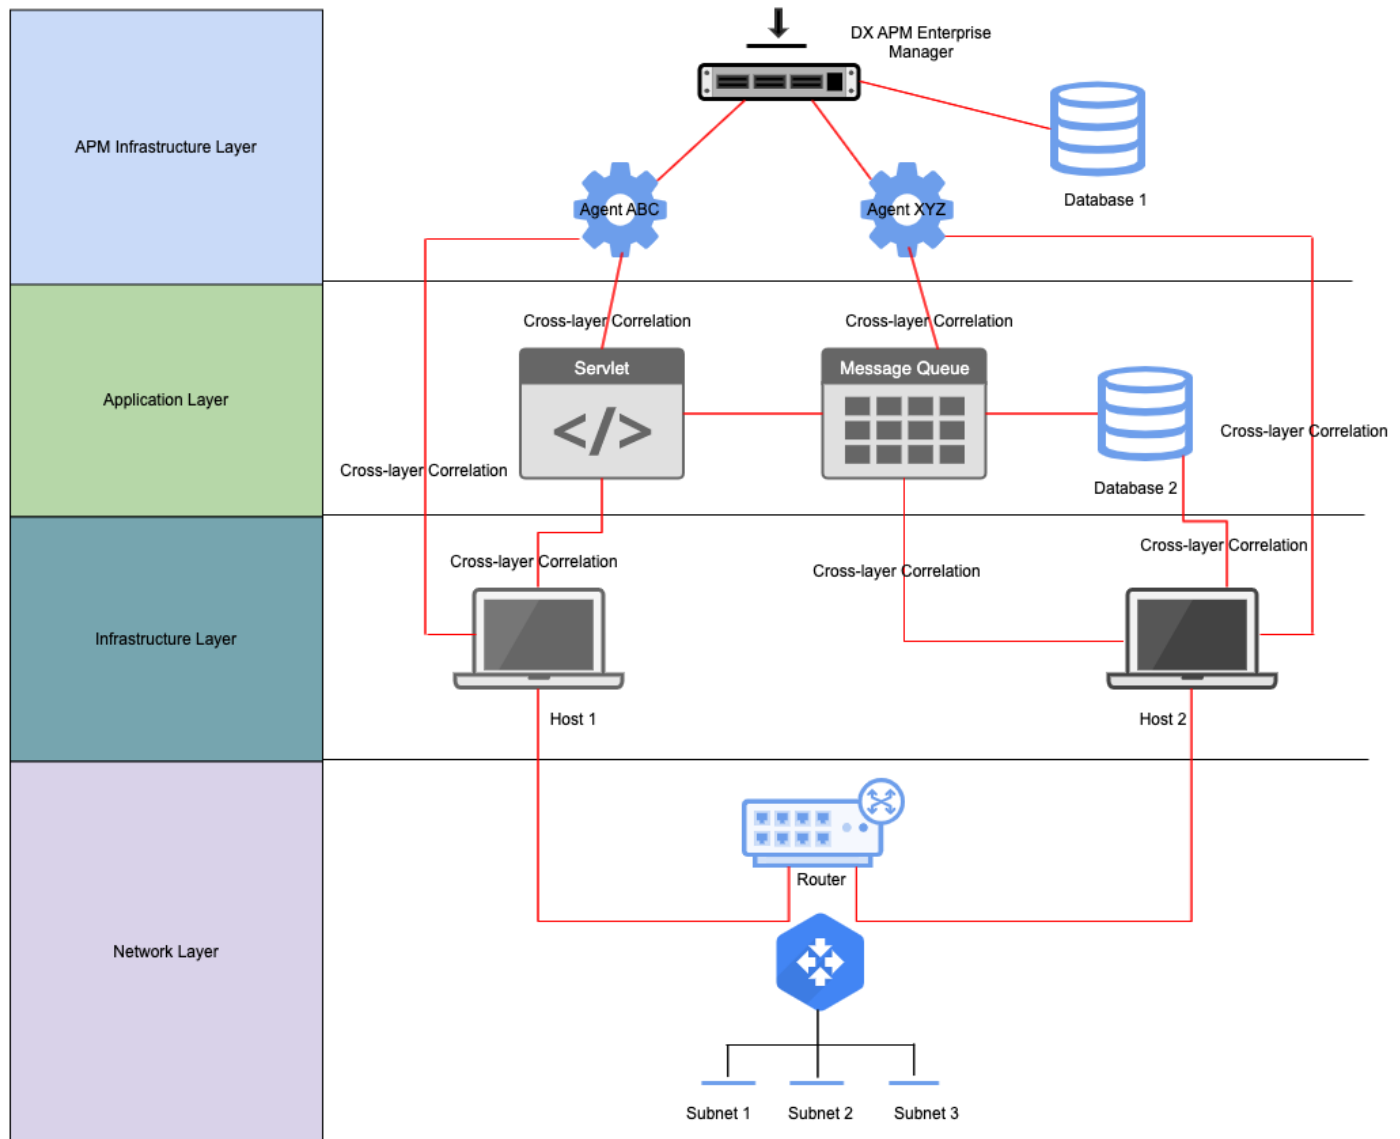 DX APM Enterprise
Manager
APM Infrastructure Layer
Database 1
Agent ABC
Agent XYZ
Cross-layer Correlation
Cross-layer Correlation
Servlet
</>
Message Queue
Application Layer
Cross-layer Correlation
Cross-layer Correlation
Database 2
Cross-layer Correlation
Cross-layer Correlation
Cross-layer Correlation
Infrastructure Layer
Host 1
Host 2
Router
Network Layer
Subnet 1
Subnet 2
Subnet 3